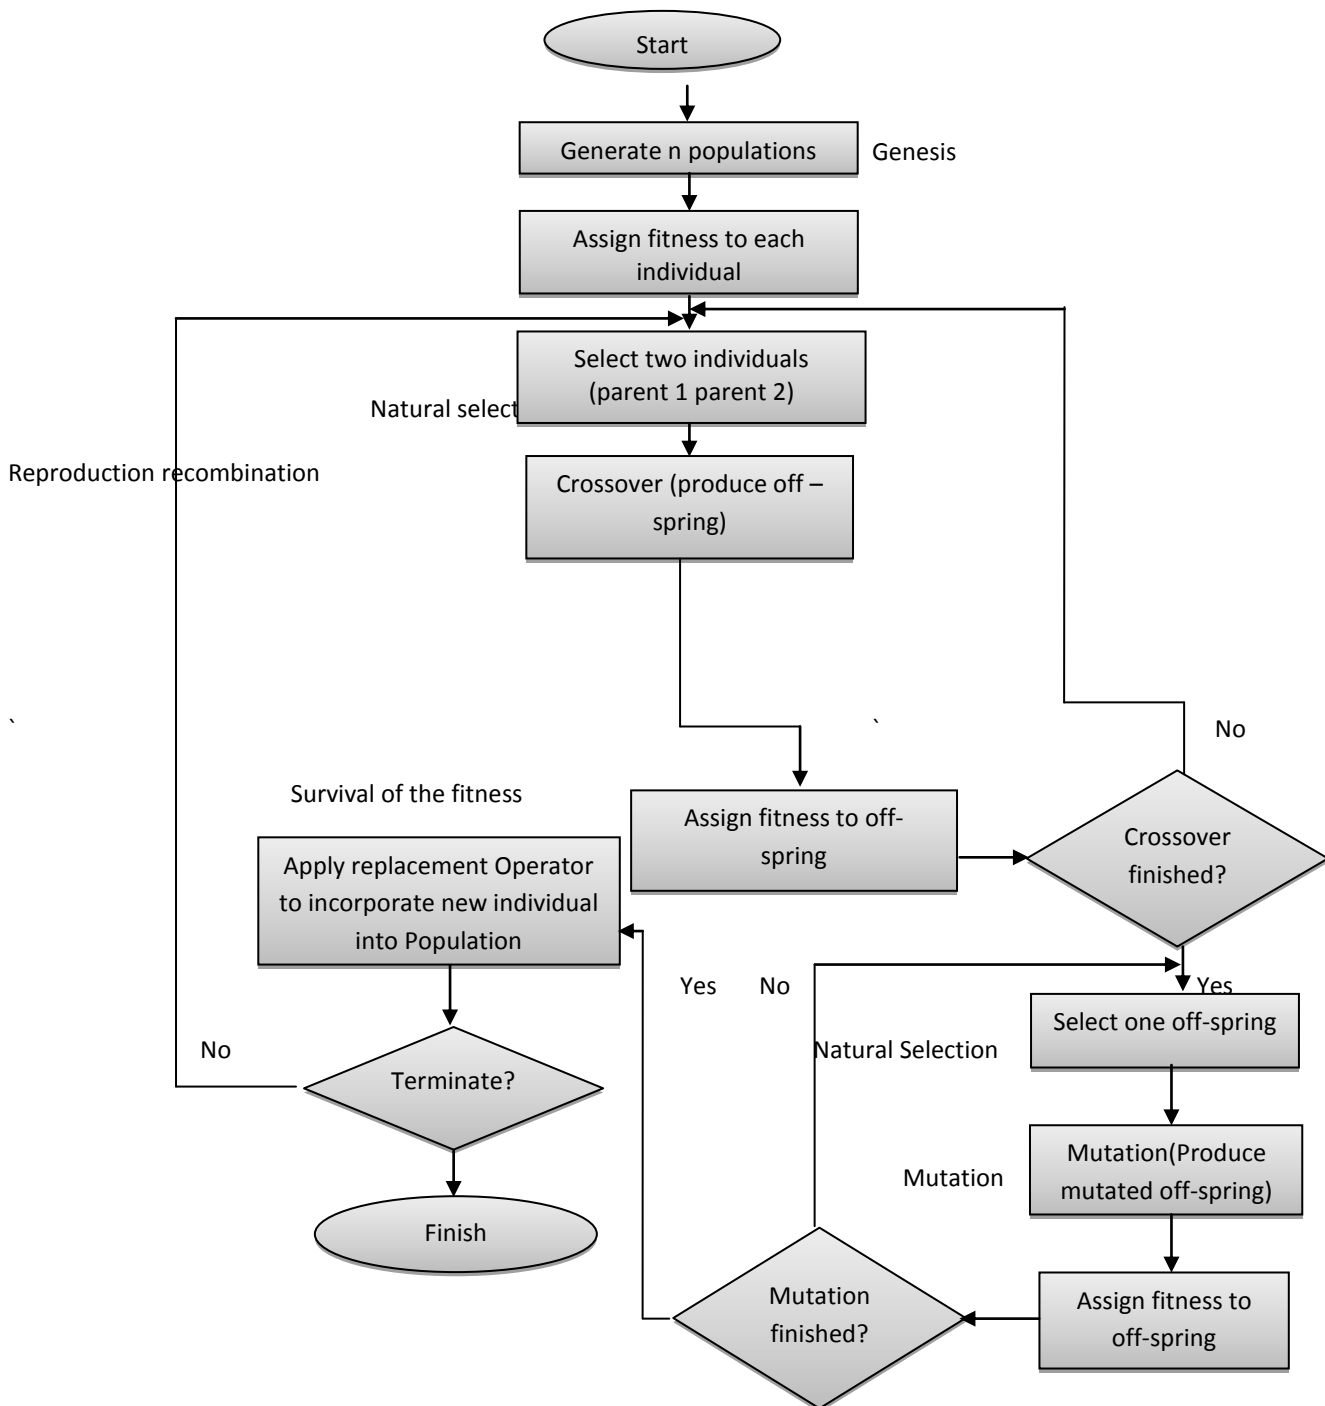 Start
Generate n populations
Genesis
Assign fitness to each
individual
Select two individuals
(parent 1 parent 2)
Natural select
Reproduction recombination
Crossover (produce off –
spring)
`
`
No
Survival of the fitness
Assign fitness to off-
spring
Crossover
finished?
Apply replacement Operator
to incorporate new individual
into Population
Yes
No
Yes
Select one off-spring
Natural Selection
No
Terminate?
Mutation(Produce
mutated off-spring)
Mutation
Finish
Mutation
finished?
Assign fitness to
off-spring